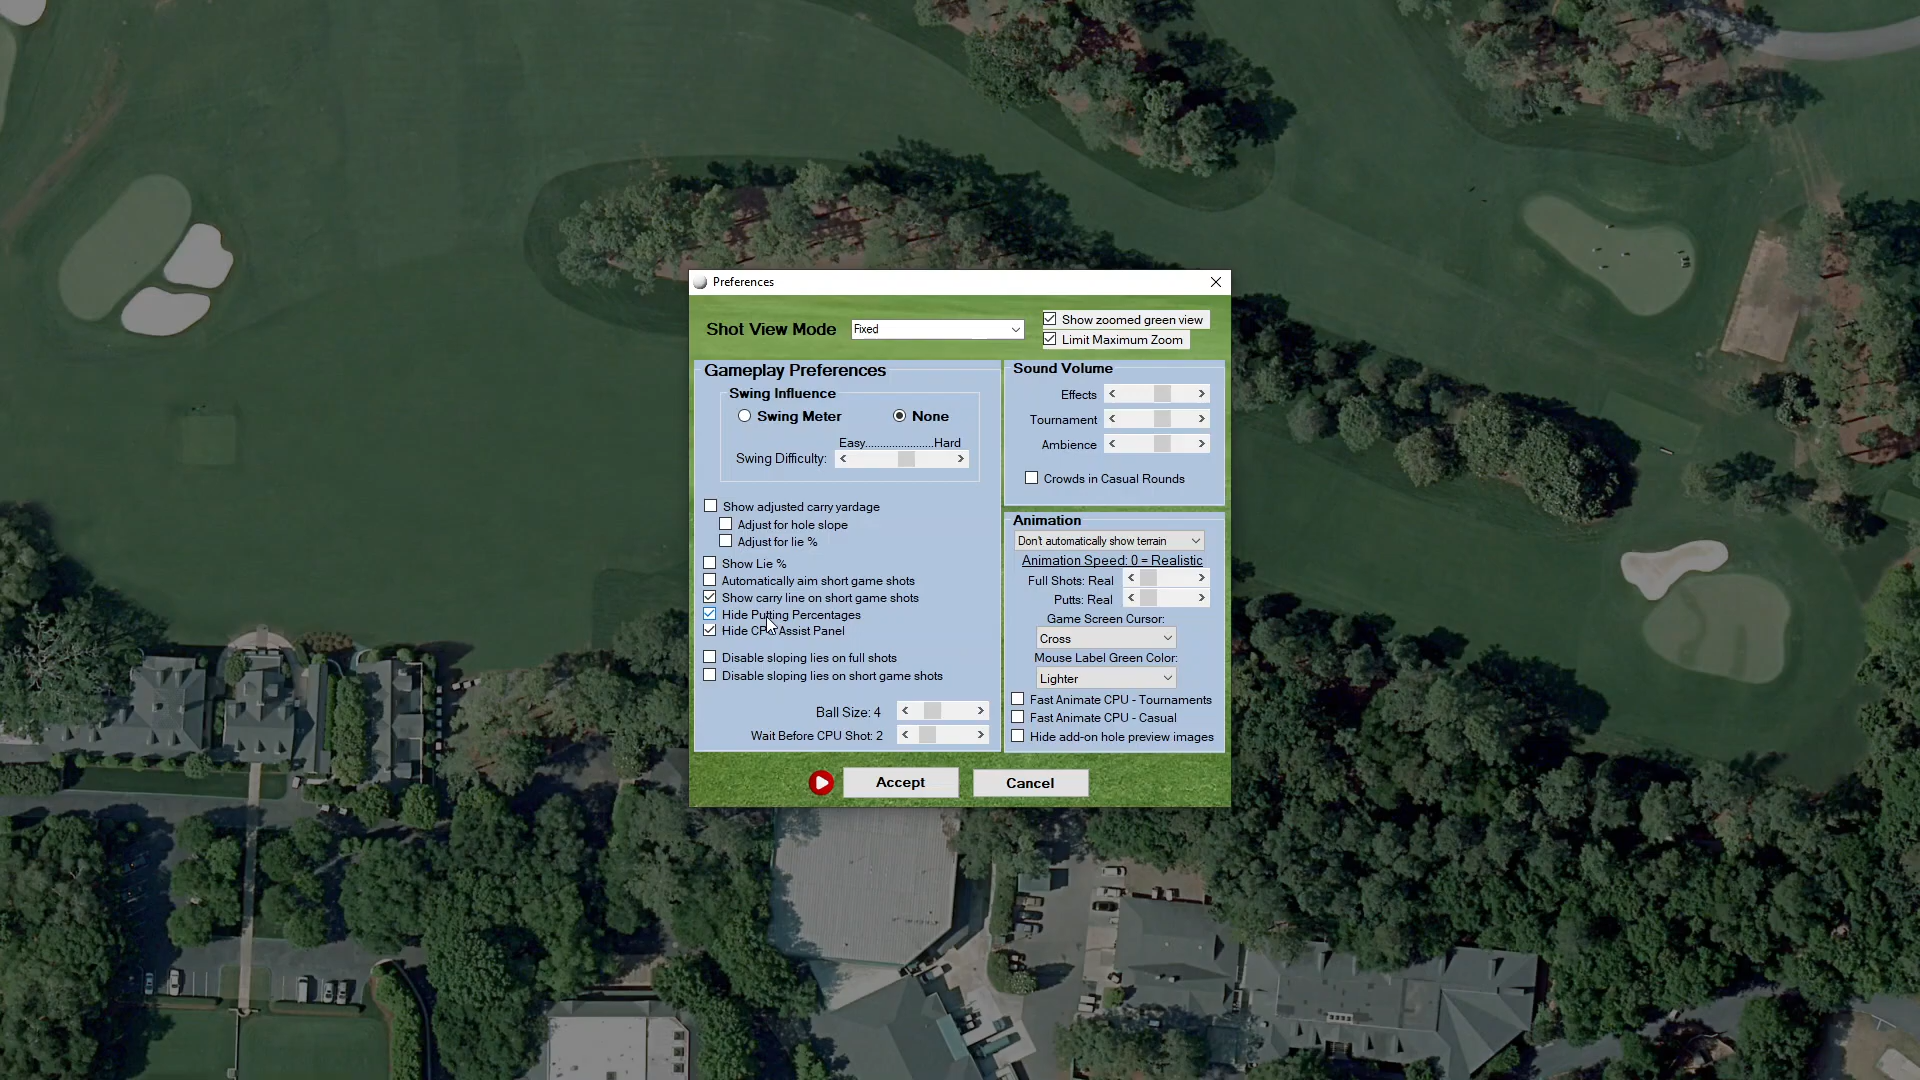 Preferences
Shot View Mode
Fixed
Show zoomed green view
Limit Maximum Zoom
Gameplay Preferences
Swing Influence
Swing Meter
None
Easy.......................Hard
Swing Difficulty:
Show adjusted carry yardage
Adjust for hole slope
Adjust for lie %
Show Lie %
Automatically aim short game shots
Show carry line on short game shots
Hide Putting Percentages
Hide CPU Assist Panel
Disable sloping lies on full shots
Disable sloping lies on short game shots
Ball Size: 4
Wait Before CPU Shot: 2
Sound Volume
Effects
Tournament
Ambience
Crowds in Casual Rounds
Animation
Don't automatically show terrain
Animation Speed: 0 = Realistic
Full Shots: Real
Putts: Real
Game Screen Cursor:
Cross
Mouse Label Green Color:
Lighter
Fast Animate CPU - Tournaments
Fast Animate CPU - Casual
Hide add-on hole preview images
Accept
Cancel